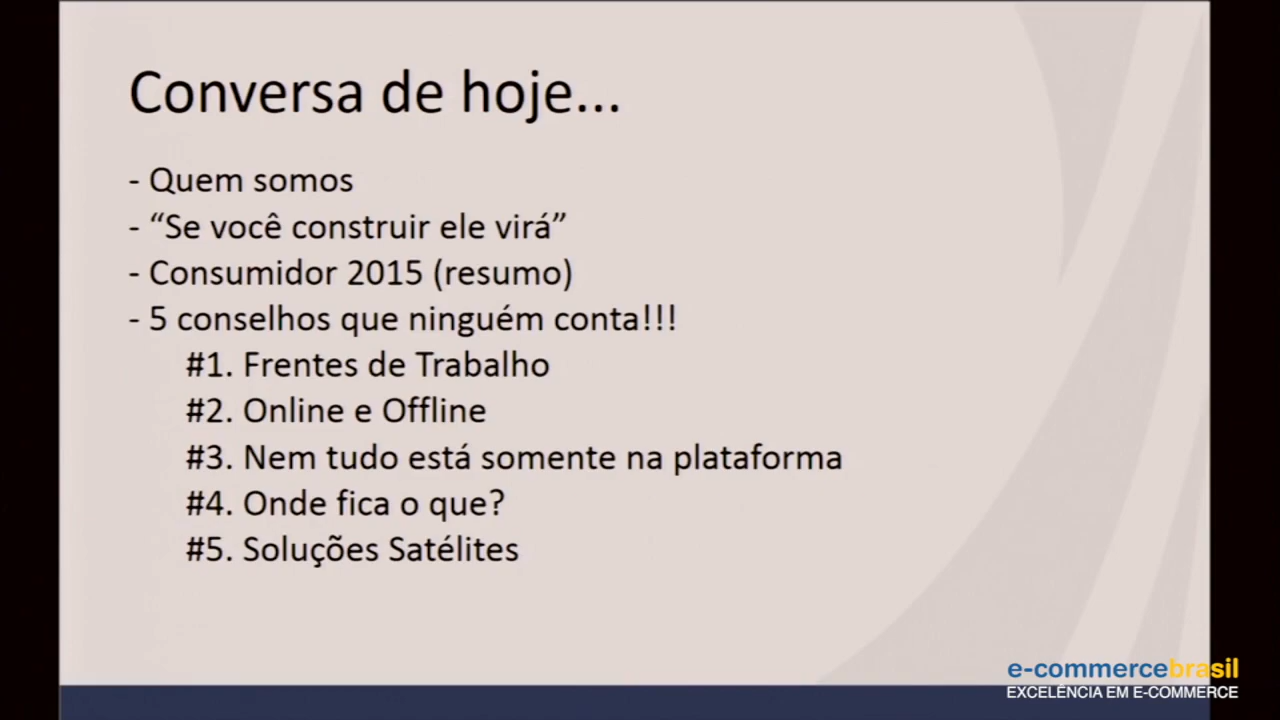 Conversa de hoje...
- Quem somos
- “Se você construir ele virá”
- Consumidor 2015 (resumo)
- 5 conselhos que ninguém conta!!!
#1. Frentes de Trabalho
#2. Online e Offline
#3. Nem tudo está somente na plataforma
#4. Onde fica o que?
#5. Soluções Satélites
e-commercebrasil
EXCELÊNCIA EM E-COMMERCE